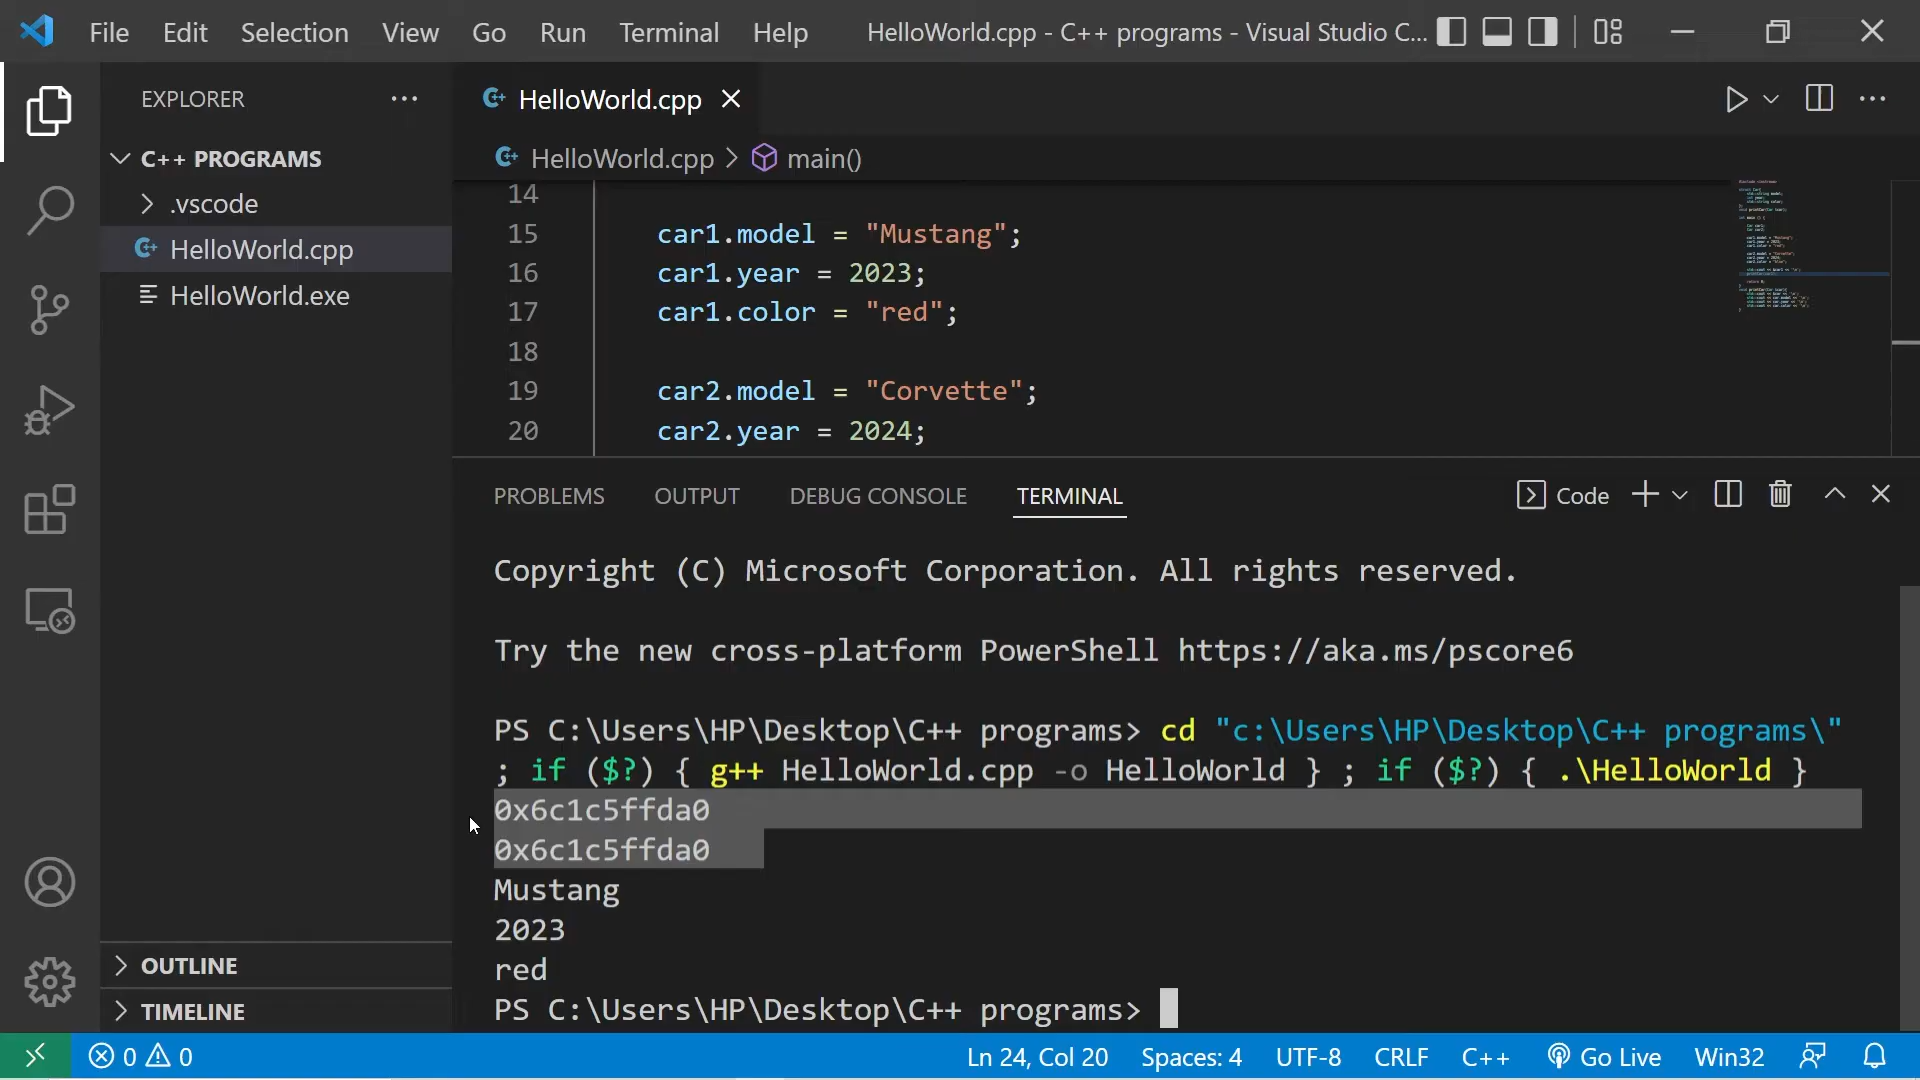 File Edit Selection View Go Run Terminal Help HelloWorld.cpp - C++ programs - Visual Studio C...
EXPLORER
C++ PROGRAMS
.vscode
HelloWorld.cpp
HelloWorld.exe
OUTLINE
TIMELINE
HelloWorld.cpp
HelloWorld.cpp > main()
14
15 car1.model = "Mustang";
16 car1.year = 2023;
17 car1.color = "red";
18
19 car2.model = "Corvette";
20 car2.year = 2024;
PROBLEMS OUTPUT DEBUG CONSOLE TERMINAL Code
Copyright (C) Microsoft Corporation. All rights reserved.
Try the new cross-platform PowerShell https://aka.ms/pscore6
PS C:\Users\HP\Desktop\C++ programs> cd "c:\Users\HP\Desktop\C++ programs\"
; if ($?) { g++ HelloWorld.cpp -o HelloWorld } ; if ($?) { .\HelloWorld }
0x6c1c5ffda0
0x6c1c5ffda0
Mustang
2023
red
PS C:\Users\HP\Desktop\C++ programs>
0 0 Ln 24, Col 20 Spaces: 4 UTF-8 CRLF C++ Go Live Win32